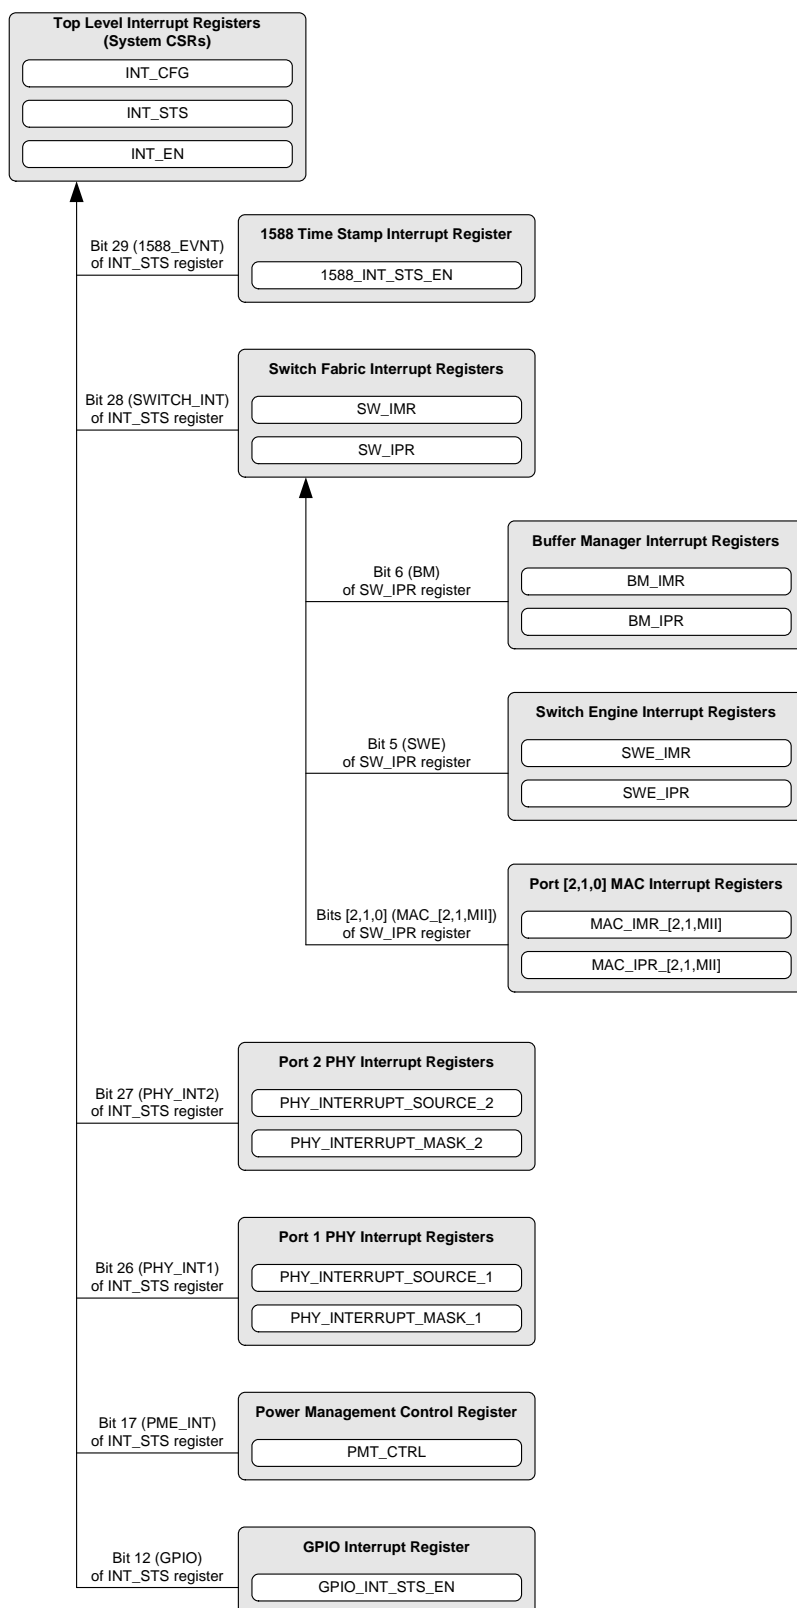 Top Level Interrupt Registers
(System CSRs)
INT_CFG
INT_STS
INT_EN
Bit 29 (1588_EVNT)
of INT_STS register
1588 Time Stamp Interrupt Register
1588_INT_STS_EN
Bit 28 (SWITCH_INT)
of INT_STS register
Switch Fabric Interrupt Registers
SW_IMR
SW_IPR
Bit 6 (BM)
of SW_IPR register
Buffer Manager Interrupt Registers
BM_IMR
BM_IPR
Bit 5 (SWE)
of SW_IPR register
Switch Engine Interrupt Registers
SWE_IMR
SWE_IPR
Bits [2,1,0] (MAC_[2,1,MII])
of SW_IPR register
Port [2,1,0] MAC Interrupt Registers
MAC_IMR_[2,1,MII]
MAC_IPR_[2,1,MII]
Bit 27 (PHY_INT2)
of INT_STS register
Port 2 PHY Interrupt Registers
PHY_INTERRUPT_SOURCE_2
PHY_INTERRUPT_MASK_2
Bit 26 (PHY_INT1)
of INT_STS register
Port 1 PHY Interrupt Registers
PHY_INTERRUPT_SOURCE_1
PHY_INTERRUPT_MASK_1
Bit 17 (PME_INT)
of INT_STS register
Power Management Control Register
PMT_CTRL
Bit 12 (GPIO)
of INT_STS register
GPIO Interrupt Register
GPIO_INT_STS_EN